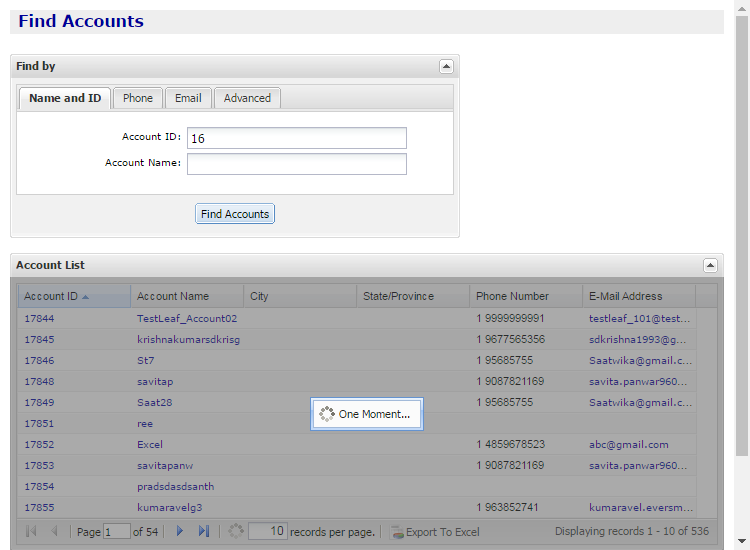 Find Accounts
Find by
Name and ID Phone Email Advanced
Account ID: 16
Account Name:
Find Accounts
Account List
Account ID Account Name City State/Province Phone Number E-Mail Address
17844 TestLeaf_Account02 1 9999999991 testleaf_101@test...
17845 krishnakumarsdkrisg 1 9677565356 sdkrishna1993@g...
17846 St7 1 95685755 Saatwika@gmail.c...
17848 savitap 1 9087821169 savita.panwar960...
17849 Saat28 1 95685755 Saatwika@gmail.c...
17851 ree
17852 Excel 1 4859678523 abc@gmail.com
17853 savitapanw 1 9087821169 savita.panwar960...
17854 pradsdasdsanth
17855 kumaravelg3 1 963852741 kumaravel.eversm...
One Moment...
Page 1 of 54 10 records per page. Export To Excel Displaying records 1 - 10 of 536